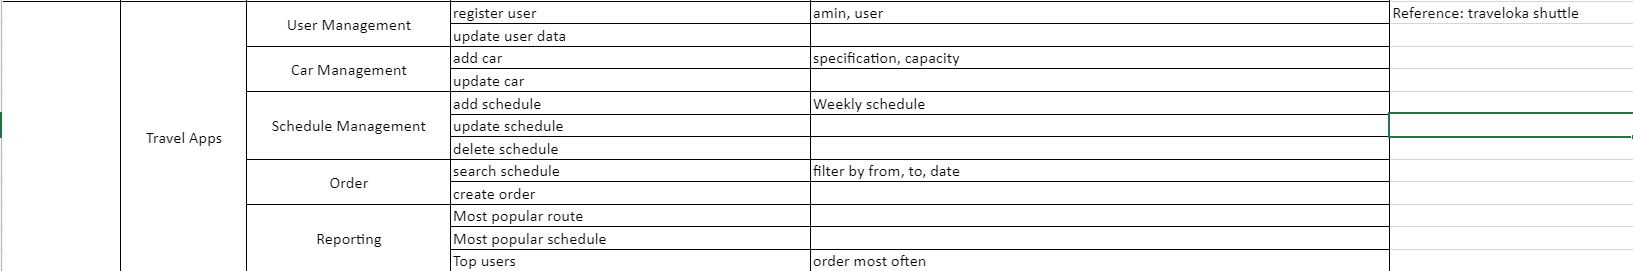 register user amin, user Reference: traveloka shuttle
User Management
update user data
add car specification, capacity
Car Management
update car
add schedule Weekly schedule
Travel Apps Schedule Management update schedule
delete schedule
search schedule filter by from, to, date
Order
create order
Most popular route
Reporting Most popular schedule
Top users order most often